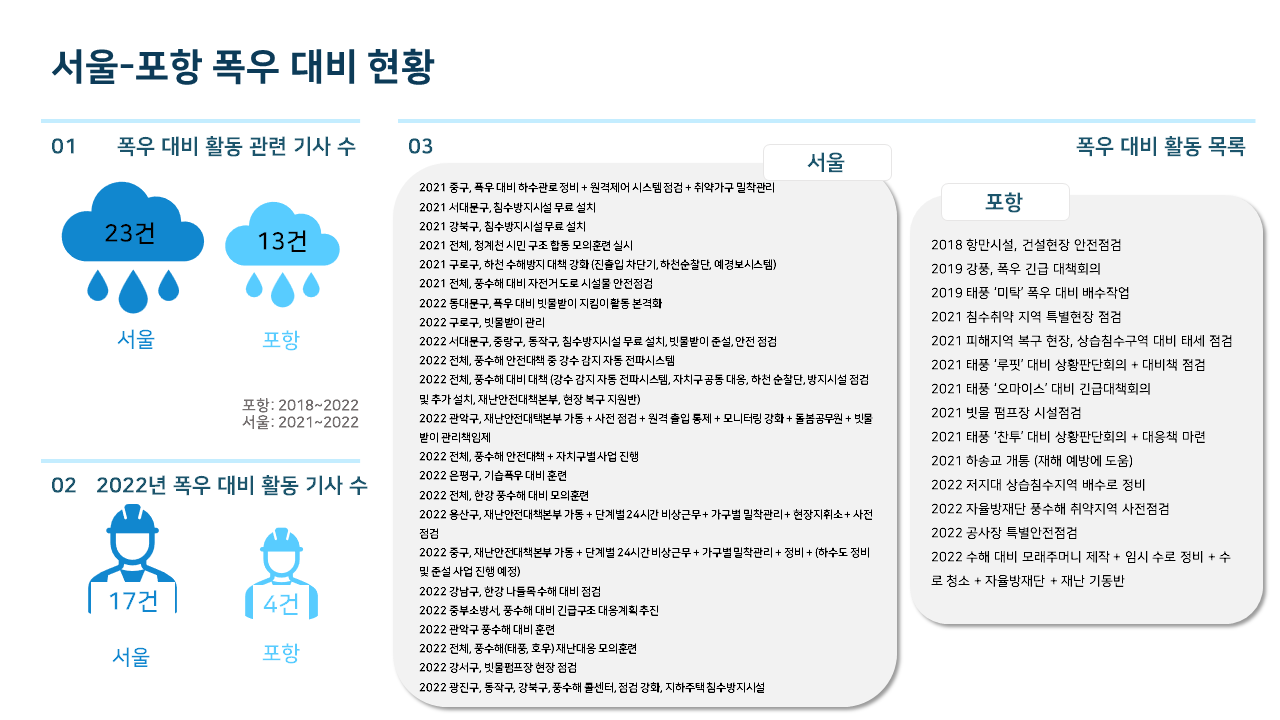 서울-포항 폭우 대비 현황
01 폭우 대비 활동 관련 기사 수
23건
13건
서울
포항
포항: 2018~2022
서울: 2021~2022
02 2022년 폭우 대비 활동 기사 수
17건
4건
서울
포항
03 폭우 대비 활동 목록
서울
2021 중구, 폭우 대비 하수관로 정비 + 원격제어 시스템 점검 + 취약가구 밀착관리
2021 서대문구, 침수방지시설 무료 설치
2021 강북구, 침수방지시설 무료 설치
2021 전체, 청계천 시민 구조 합동 모의훈련 실시
2021 구로구, 하천 수해방지 대책 강화 (진출입 차단기, 하천순찰단, 예경보시스템)
2021 전체, 풍수해 대비 자전거 도로 시설물 안전점검
2022 동대문구, 폭우 대비 빗물받이 지킴이 활동 본격화
2022 구로구, 빗물받이 관리
2022 서대문구, 중랑구, 동작구, 침수방지시설 무료 설치, 빗물받이 준설, 안전 점검
2022 전체, 풍수해 안전대책 중 강수 감지 자동 전파시스템
2022 전체, 풍수해 대비 대책 (강수 감지 자동 전파시스템, 자치구 공동 대응, 하천 순찰단, 방지시설 점검
및 추가 설치, 재난안전대책본부, 현장 복구 지원반)
2022 관악구, 재난안전대택본부 가동 + 사전 점검 + 원격 출입 통제 + 모니터링 강화 + 돌봄공무원 + 빗물
받이 관리책임제
2022 전체, 풍수해 안전대책 + 자치구별 사업 진행
2022 은평구, 기습폭우 대비 훈련
2022 전체, 한강 풍수해 대비 모의훈련
2022 용산구, 재난안전대책본부 가동 + 단계별 24시간 비상근무 + 가구별 밀착관리 + 현장지휘소 + 사전
점검
2022 중구, 재난안전대책본부 가동 + 단계별 24시간 비상근무 + 가구별 밀착관리 + 정비 + (하수도 정비
및 준설 사업 진행 예정)
2022 강남구, 한강 나들목 수해 대비 점검
2022 중부소방서, 풍수해 대비 긴급구조 대응계획 추진
2022 관악구 풍수해 대비 훈련
2022 전체, 풍수해(태풍, 호우) 재난대응 모의훈련
2022 강서구, 빗물펌프장 현장 점검
2022 광진구, 동작구, 강북구, 풍수해 콜센터, 점검 강화, 지하주택 침수방지시설
포항
2018 항만시설, 건설현장 안전점검
2019 강풍, 폭우 긴급 대책회의
2019 태풍 ‘미탁’ 폭우 대비 배수작업
2021 침수취약 지역 특별현장 점검
2021 피해지역 복구 현장, 상습침수구역 대비 태세 점검
2021 태풍 ‘루핏’ 대비 상황판단회의 + 대비책 점검
2021 태풍 ‘오마이스’ 대비 긴급대책회의
2021 빗물 펌프장 시설점검
2021 태풍 ‘찬투’ 대비 상황판단회의 + 대응책 마련
2021 하송교 개통 (재해 예방에 도움)
2022 저지대 상습침수지역 배수로 정비
2022 자율방재단 풍수해 취약지역 사전점검
2022 공사장 특별안전점검
2022 수해 대비 모래주머니 제작 + 임시 수로 정비 + 수
로 청소 + 자율방재단 + 재난 기동반